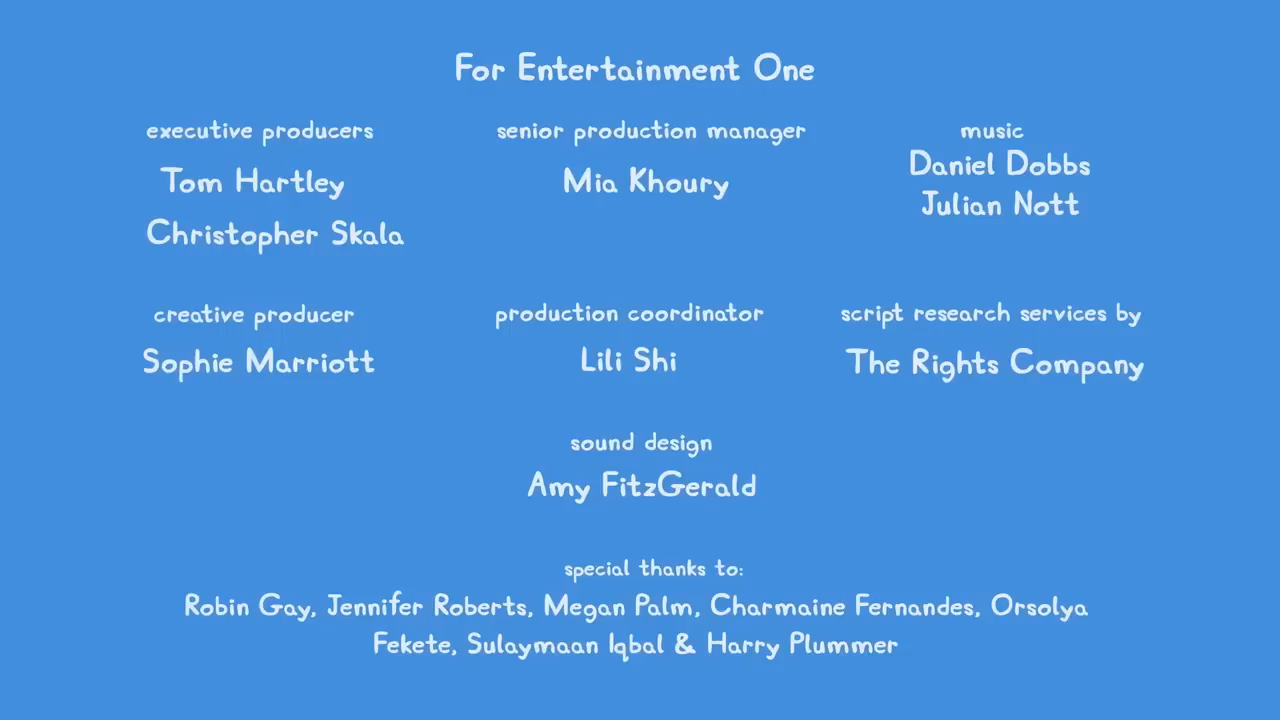 For Entertainment One
executive producers
Tom Hartley
Christopher Skala
senior production manager
Mia Khoury
music
Daniel Dobbs
Julian Nott
creative producer
Sophie Marriott
production coordinator
Lili Shi
script research services by
The Rights Company
sound design
Amy FitzGerald
special thanks to:
Robin Gay, Jennifer Roberts, Megan Palm, Charmaine Fernandes, Orsolya
Fekete, Sulaymaan Iqbal & Harry Plummer